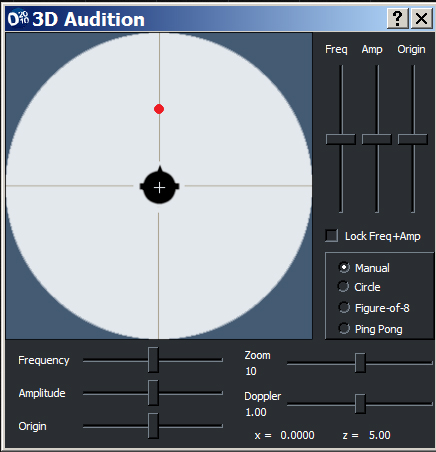 3D Audition
Freq Amp Origin
Lock Freq+Amp
Manual
Circle
Figure-of-8
Ping Pong
Frequency
Amplitude
Origin
Zoom
10
Doppler
1.00
x = 0.0000 z = 5.00